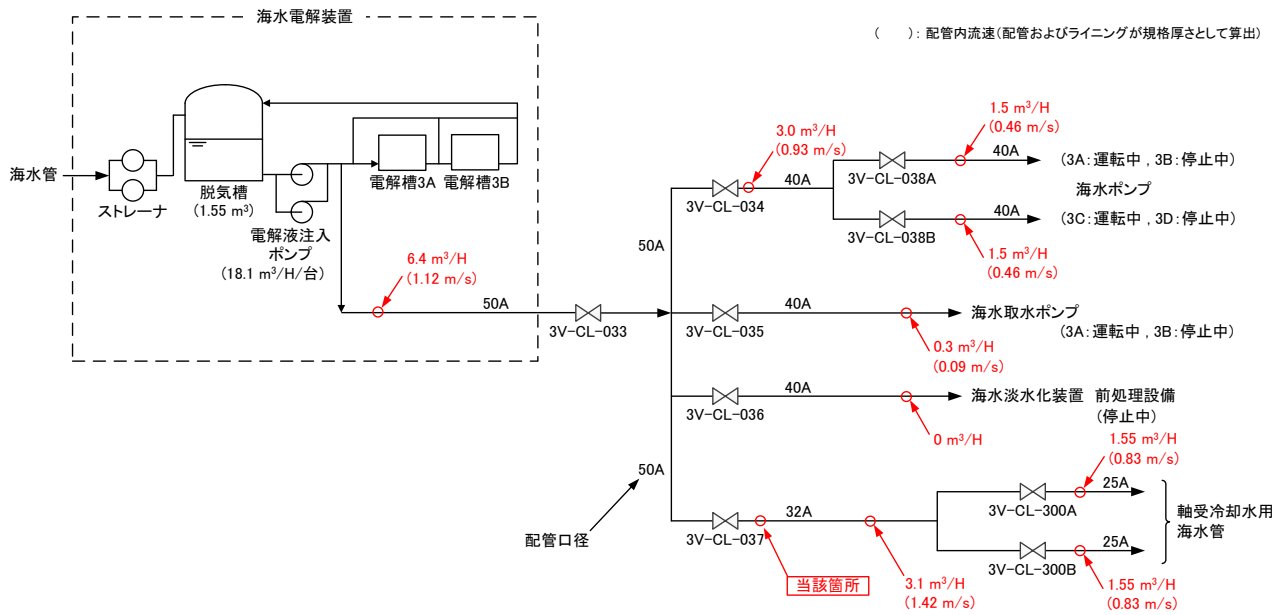 海水電解装置
(　　): 配管内流速(配管およびライニングが規格厚さとして算出)
海水管
ストレーナ
脱気槽
(1.55 m³)
電解液注入
ポンプ
(18.1 m³/H/台)
電解槽3A
電解槽3B
6.4 m³/H
(1.12 m/s)
50A
3V-CL-033
50A
3.0 m³/H
(0.93 m/s)
40A
3V-CL-034
1.5 m³/H
(0.46 m/s)
40A
3V-CL-038A
(3A:運転中 , 3B:停止中)
海水ポンプ
40A
3V-CL-038B
(3C:運転中 , 3D:停止中)
1.5 m³/H
(0.46 m/s)
40A
3V-CL-035
海水取水ポンプ
(3A:運転中 , 3B:停止中)
0.3 m³/H
(0.09 m/s)
40A
3V-CL-036
海水淡水化装置 前処理設備
(停止中)
0 m³/H
50A
配管口径
32A
3V-CL-037
当該箇所
3.1 m³/H
(1.42 m/s)
1.55 m³/H
(0.83 m/s)
25A
3V-CL-300A
軸受冷却水用
海水管
25A
3V-CL-300B
1.55 m³/H
(0.83 m/s)